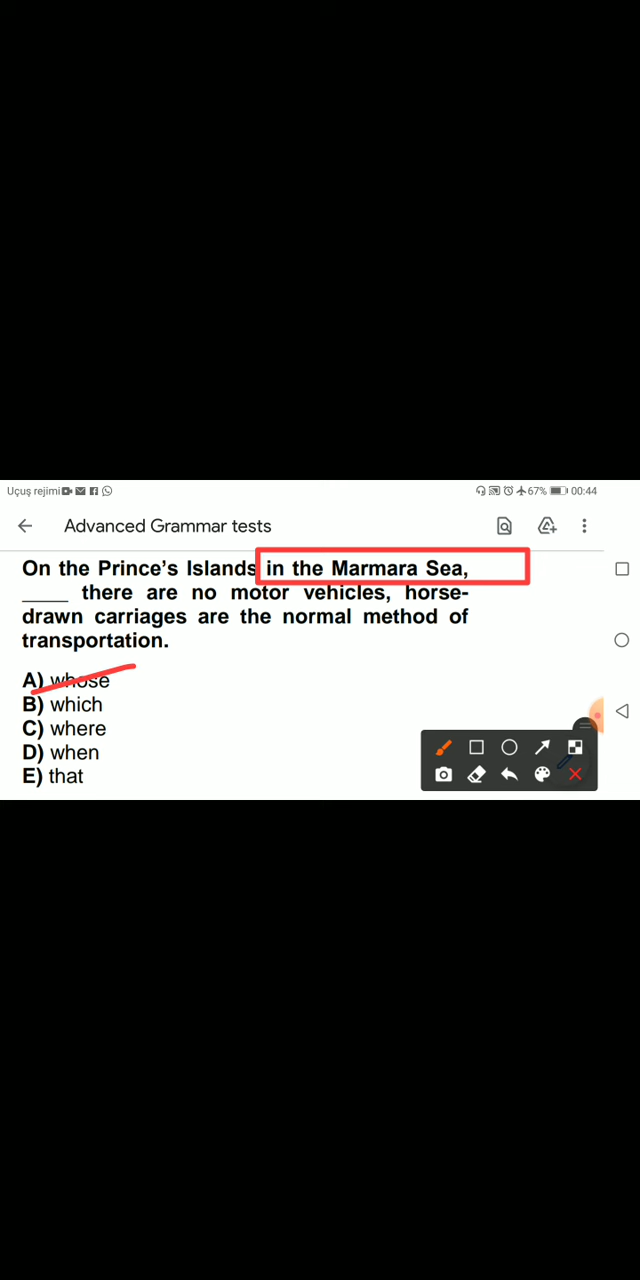 Uçuş rejimi 67% 00:44
Advanced Grammar tests
On the Prince's Islands in the Marmara Sea,
____ there are no motor vehicles, horse-
drawn carriages are the normal method of
transportation.
A) whose
B) which
C) where
D) when
E) that